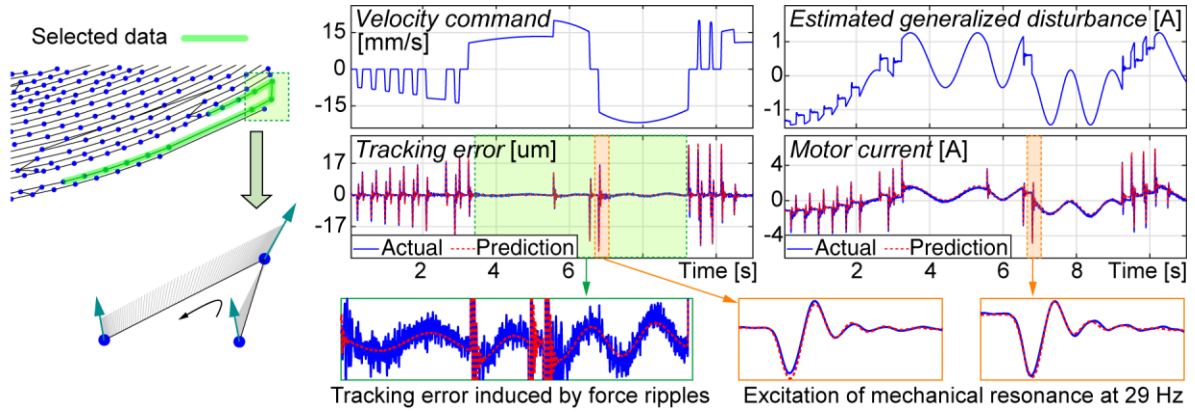 Selected data
Velocity command
[mm/s]
15
0
-15
Estimated generalized disturbance [A]
1
0
-1
Tracking error [um]
17
0
-17
Actual Prediction
2 4 6 Time [s]
Motor current [A]
4
0
-4
Actual Prediction
2 4 6 8 Time [s]
Tracking error induced by force ripples
Excitation of mechanical resonance at 29 Hz